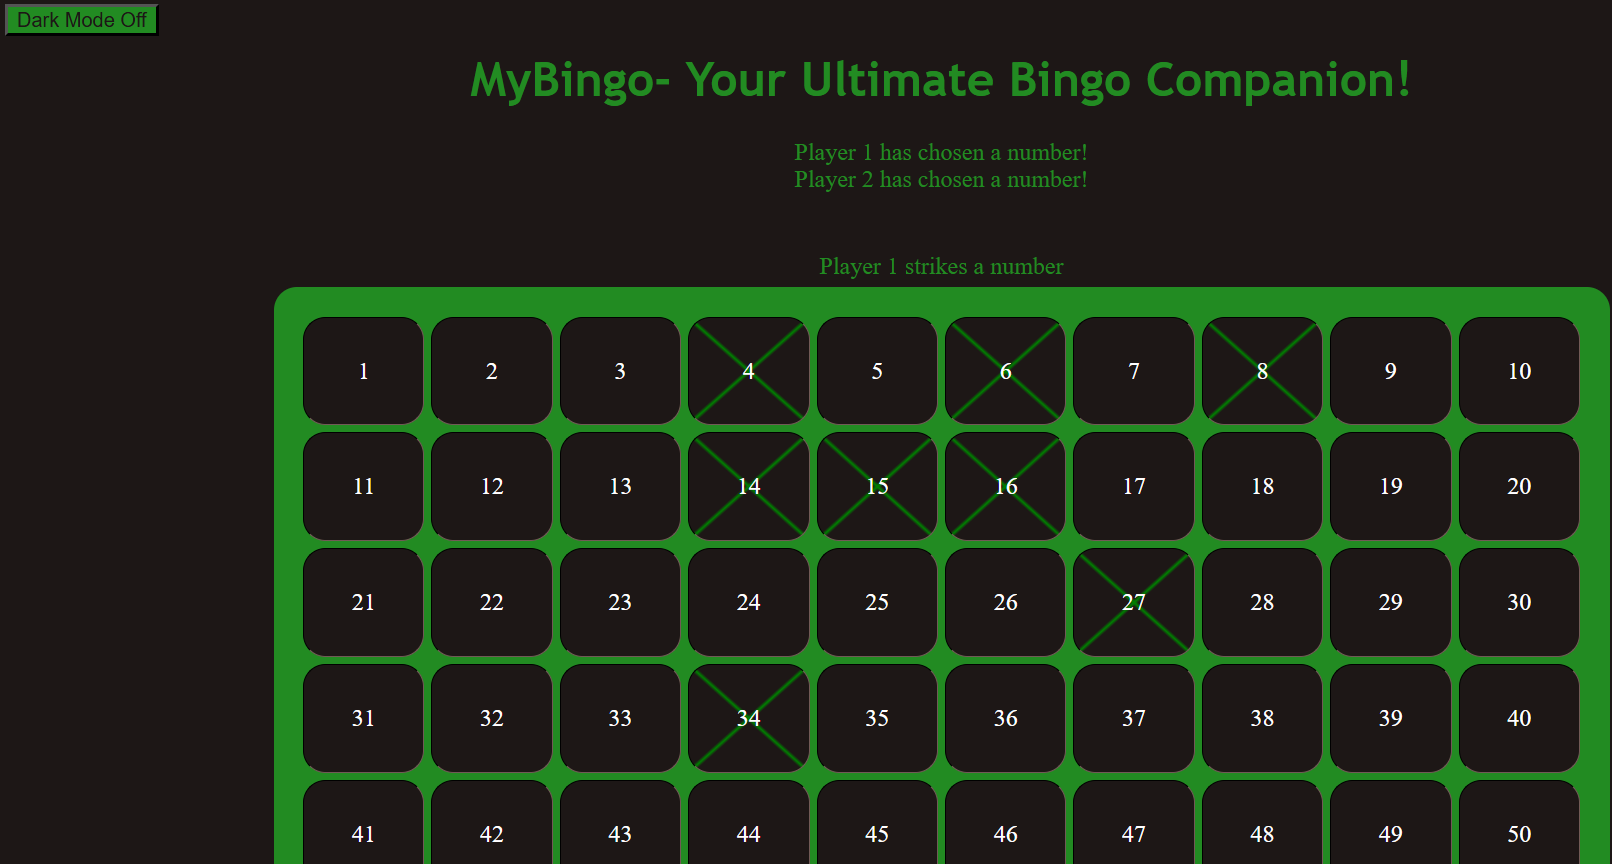 Dark Mode Off
MyBingo- Your Ultimate Bingo Companion!
Player 1 has chosen a number!
Player 2 has chosen a number!
Player 1 strikes a number
1 2 3 4 5 6 7 8 9 10
11 12 13 14 15 16 17 18 19 20
21 22 23 24 25 26 27 28 29 30
31 32 33 34 35 36 37 38 39 40
41 42 43 44 45 46 47 48 49 50